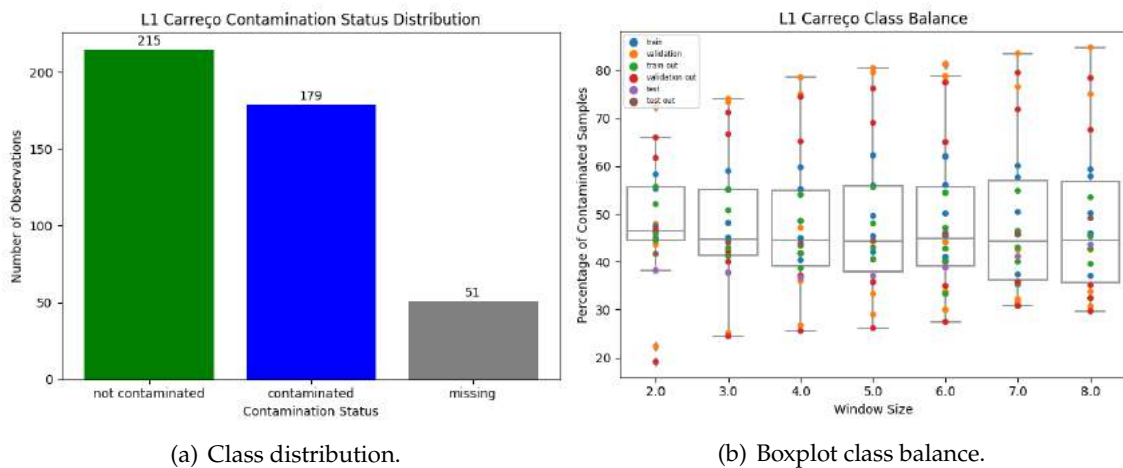 L1 Carreço Contamination Status Distribution
215
179
51
200
150
100
50
0
Number of Observations
not contaminated contaminated missing
Contamination Status
(a) Class distribution.
L1 Carreço Class Balance
train
validation
train out
validation out
test
test out
80
70
60
50
40
30
20
Percentage of Contaminated Samples
2.0 3.0 4.0 5.0 6.0 7.0 8.0
Window Size
(b) Boxplot class balance.